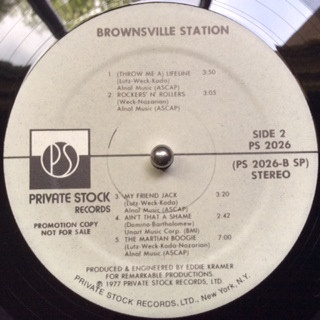 BROWNSVILLE STATION
1. (THROW ME A) LIFELINE 3:50
(Lutz-Weck-Koda)
Alnal Music (ASCAP)
2. ROCKERS' N' ROLLERS 3:03
(Weck-Nazarian)
Alnal Music (ASCAP)
SIDE 2
PS 2026
(PS 2026-B SP)
STEREO
PS
PRIVATE STOCK
RECORDS
PROMOTION COPY
NOT FOR SALE
3. MY FRIEND JACK 3:20
(Lutz-Weck-Koda)
Alnal Music (ASCAP)
4. AIN'T THAT A SHAME 2:42
(Domino-Bartholomew)
Unart Music Corp. (BMI)
5. THE MARTIAN BOOGIE 7:00
(Lutz-Weck-Koda-Nazarian)
Alnal Music (ASCAP)
PRODUCED & ENGINEERED BY EDDIE KRAMER
FOR REMARKABLE PRODUCTIONS.
Ⓟ 1977 PRIVATE STOCK RECORDS, LTD.
PRIVATE STOCK RECORDS, LTD., New York, N.Y.